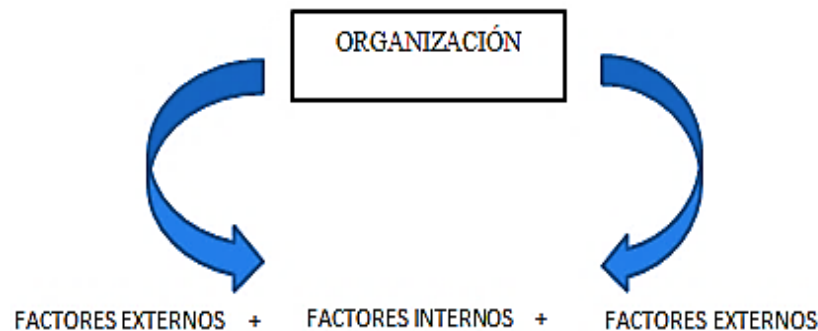 ORGANIZACIÓN
FACTORES EXTERNOS + FACTORES INTERNOS + FACTORES EXTERNOS